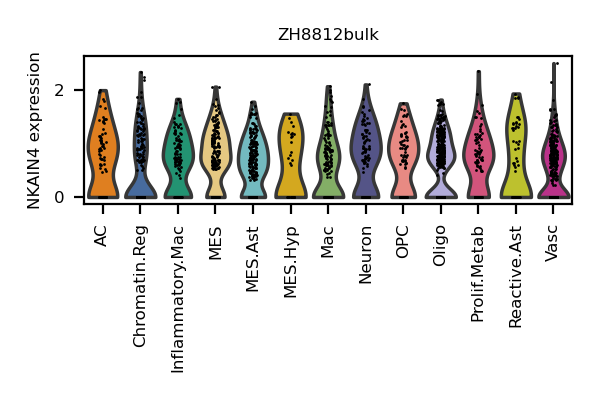 ZH8812bulk
NKAIN4 expression
2
0
AC
Chromatin.Reg
Inflammatory.Mac
MES
MES.Ast
MES.Hyp
Mac
Neuron
OPC
Oligo
Prolif.Metab
Reactive.Ast
Vasc